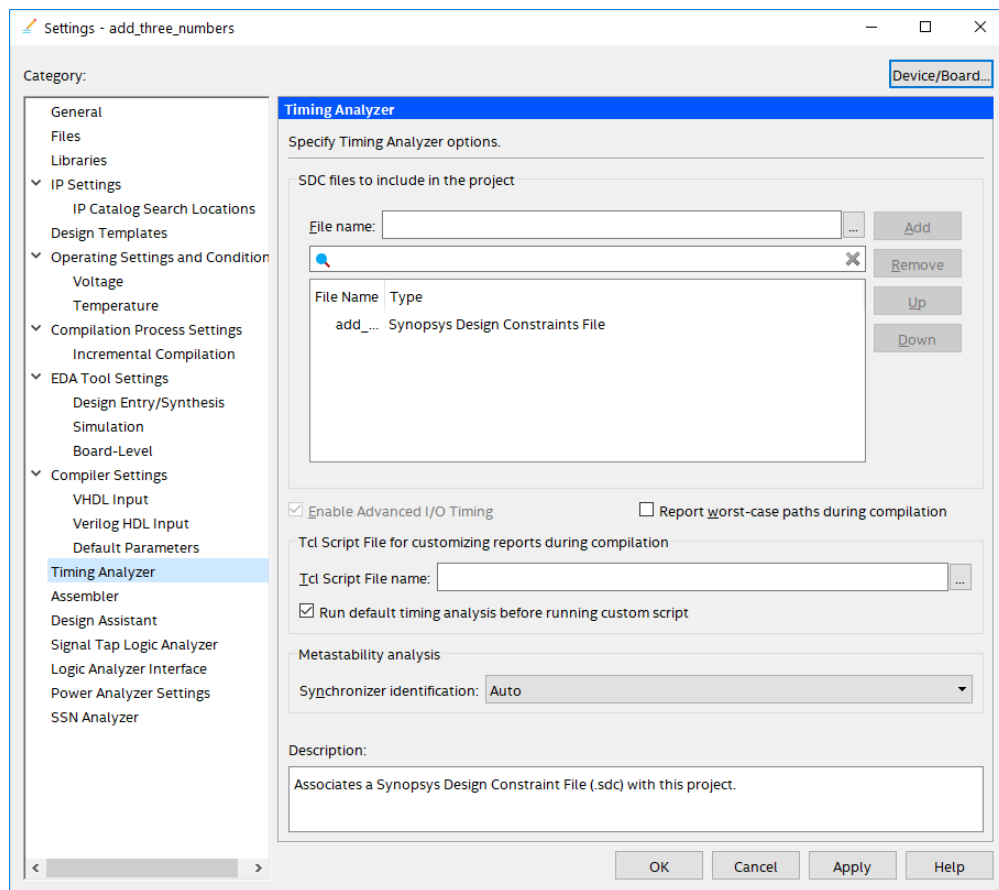 Settings - add_three_numbers
Category:
Device/Board...
General
Files
Libraries
IP Settings
IP Catalog Search Locations
Design Templates
Operating Settings and Condition
Voltage
Temperature
Compilation Process Settings
Incremental Compilation
EDA Tool Settings
Design Entry/Synthesis
Simulation
Board-Level
Compiler Settings
VHDL Input
Verilog HDL Input
Default Parameters
Timing Analyzer
Assembler
Design Assistant
Signal Tap Logic Analyzer
Logic Analyzer Interface
Power Analyzer Settings
SSN Analyzer
Timing Analyzer
Specify Timing Analyzer options.
SDC files to include in the project
File name:
...
Add
Remove
Up
Down
File Name Type
add_... Synopsys Design Constraints File
Enable Advanced I/O Timing
Report worst-case paths during compilation
Tcl Script File for customizing reports during compilation
Tcl Script File name:
...
Run default timing analysis before running custom script
Metastability analysis
Synchronizer identification: Auto
Description:
Associates a Synopsys Design Constraint File (.sdc) with this project.
OK Cancel Apply Help